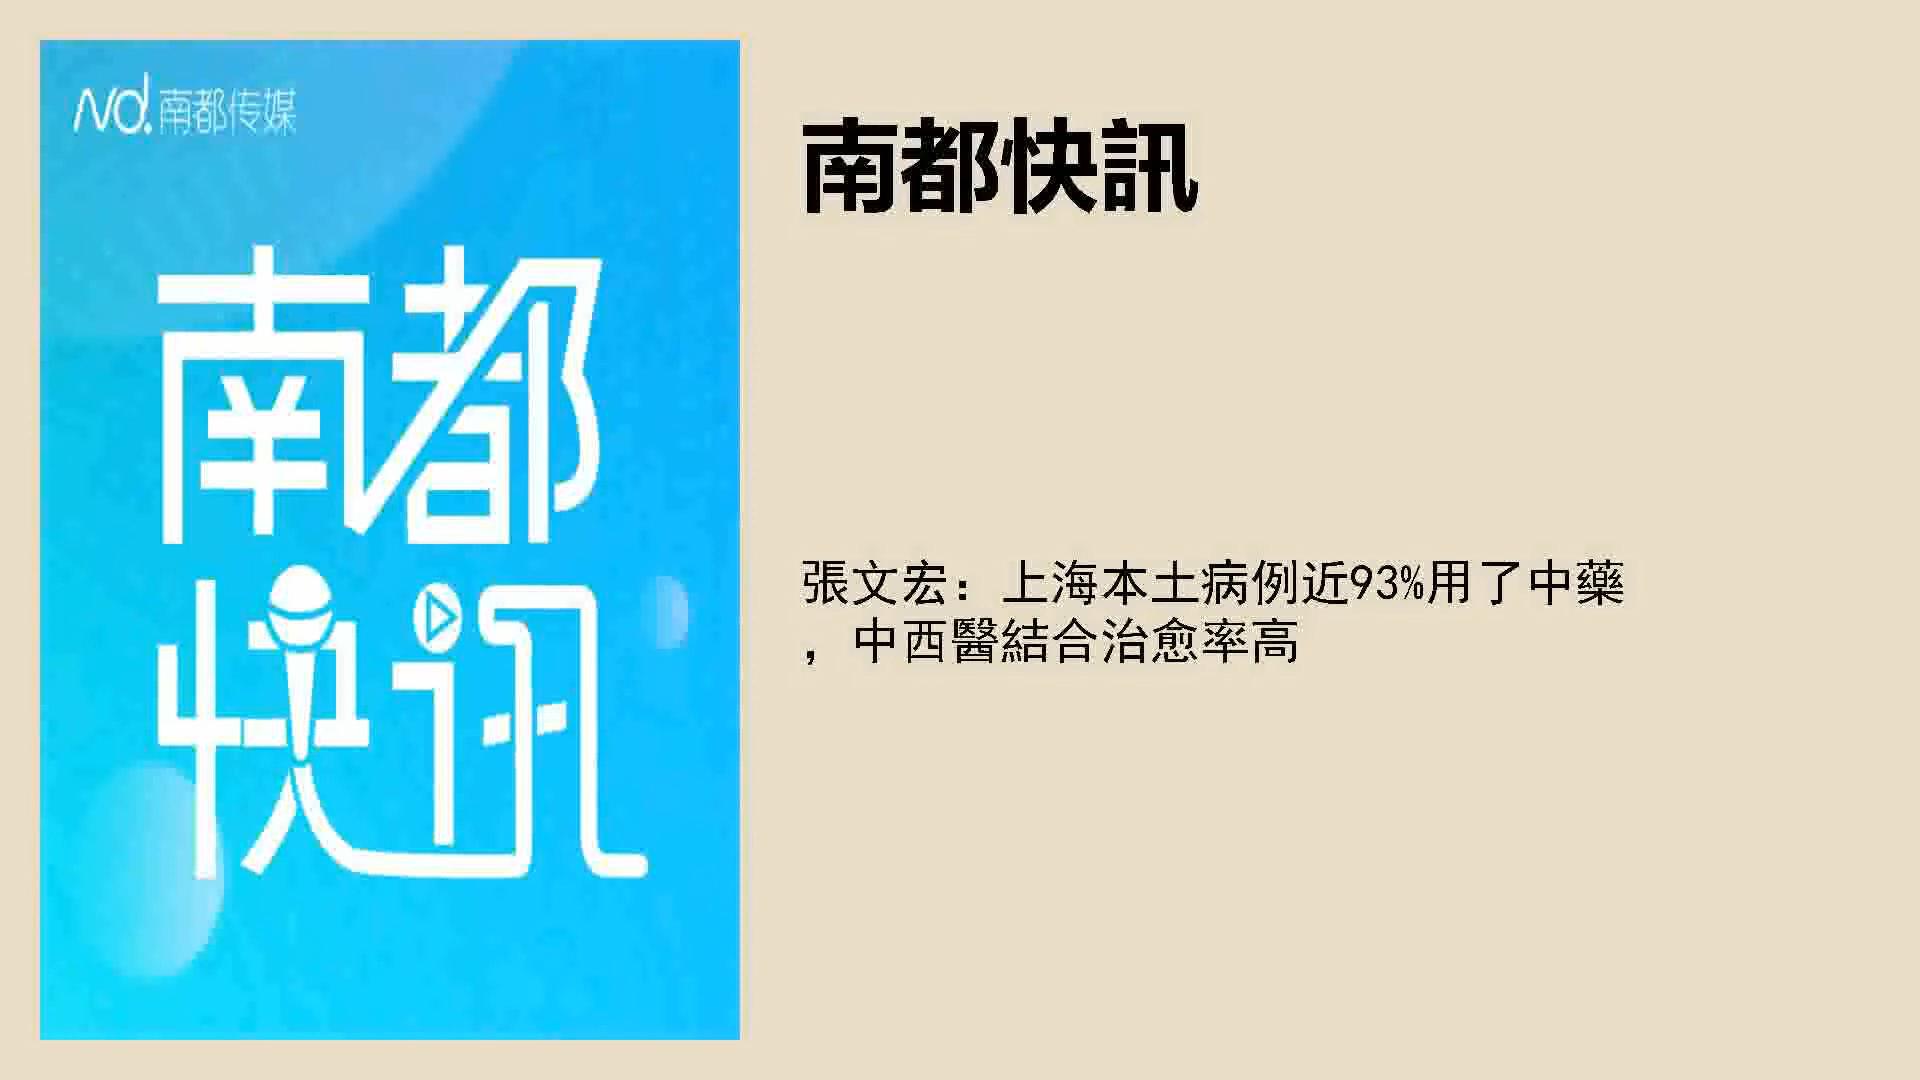 Nd.南都传媒
南都
快讯
南都快訊
張文宏：上海本土病例近93%用了中藥
，中西醫結合治愈率高